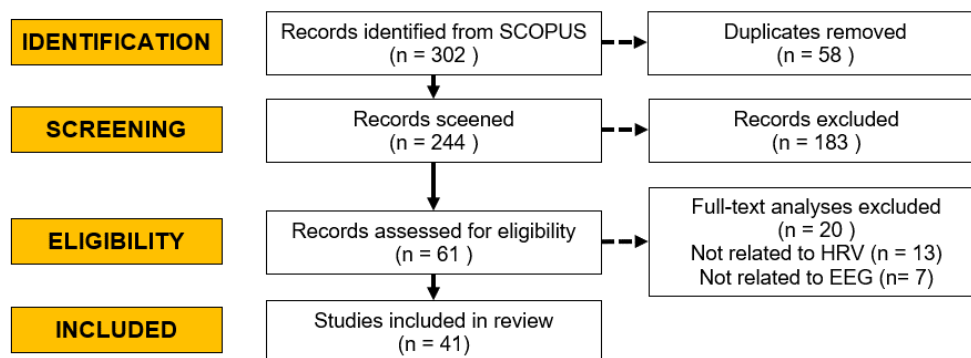 IDENTIFICATION
Records identified from SCOPUS
(n = 302 )
Duplicates removed
(n = 58 )
SCREENING
Records sceened
(n = 244 )
Records excluded
(n = 183 )
ELIGIBILITY
Records assessed for eligibility
(n = 61 )
Full-text analyses excluded
(n = 20 )
Not related to HRV (n = 13)
Not related to EEG (n= 7)
INCLUDED
Studies included in review
(n = 41)